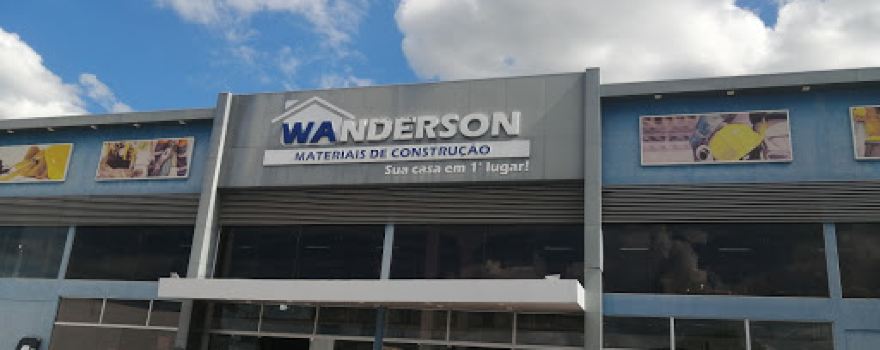 WANDERSON
MATERIAIS DE CONSTRUÇÃO
Sua casa em 1° lugar!